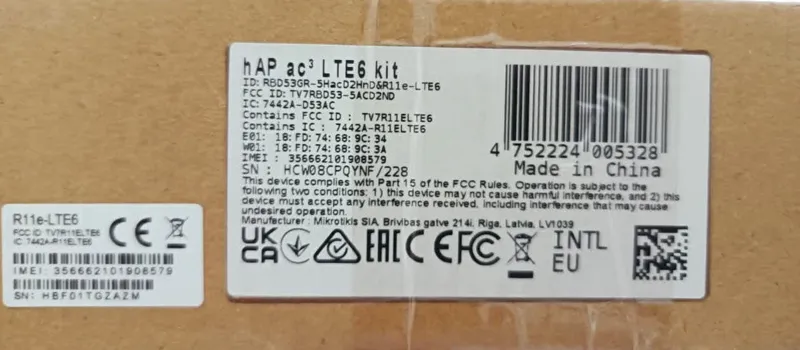 hAP ac³ LTE6 kit
ID: RBD53GR-5HacD2HnD&R11e-LTE6
FCC ID: TV7RBD53-5ACD2ND
IC: 7442A-D53AC
Contains FCC ID : TV7R11ELTE6
Contains IC : 7442A-R11ELTE6
E01: 18:FD:74:68:9C:34
W01: 18:FD:74:68:9C:3A
IMEI : 356662101908579
SN : HCW08CPQYNF/228
4 752224 005328
Made in China
This device complies with Part 15 of the FCC Rules. Operation is subject to the
following two conditions: 1) this device may not cause harmful interference, and 2) this
device must accept any interference received, including interference that may cause
undesired operation.
Manufacturer: Mikrotikls SIA, Brivibas gatve 214i, Riga, Latvia, LV1039
UK
CA
EAC CE FC
INTL
EU
R11e-LTE6
FCC ID: TV7R11ELTE6
IC: 7442A-R11ELTE6
CE
IMEI: 356662101908579
SN: HBF01TGZAZM